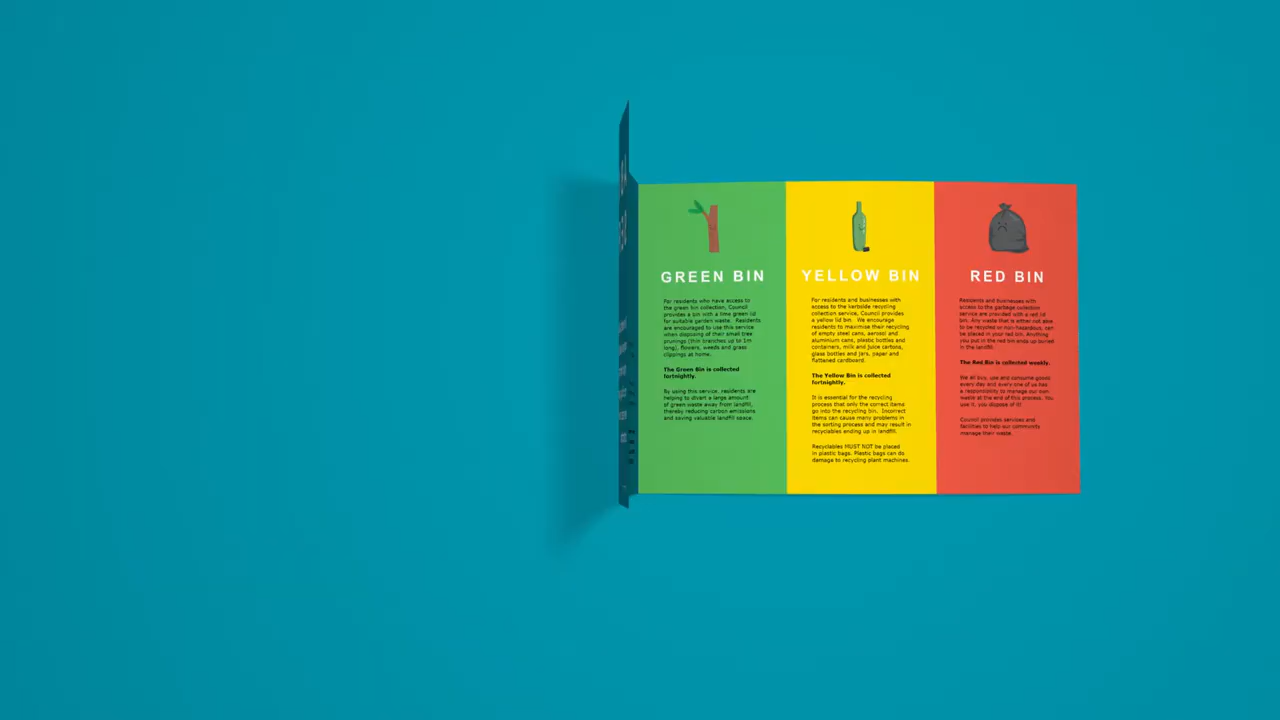 GREEN BIN
For residents who have access to
the green bin collection, Council
provides a bin with a lime green lid
for suitable garden waste. Residents
are encouraged to use this service
when disposing of their small tree
prunings (thin branches up to 1m
long), flowers, weeds and grass
clippings at home.
The Green Bin is collected
fortnightly.
By using this service, residents are
helping to divert a large amount
of green waste away from landfill,
thereby reducing carbon emissions
and saving valuable landfill space.
YELLOW BIN
For residents and businesses with
access to the kerbside recycling
collection service, Council provides
a yellow lid bin. We encourage
residents to maximise their recycling
of empty steel cans, aerosol and
aluminium cans, plastic bottles and
containers, milk and juice cartons,
glass bottles and jars, paper and
flattened cardboard.
The Yellow Bin is collected
fortnightly.
It is essential for the recycling
process that only the correct items
go into the recycling bin. Incorrect
items can cause many problems in
the sorting process and may result in
recyclables ending up in landfill.
Recyclables MUST NOT be placed
in plastic bags. Plastic bags can do
damage to recycling plant machines.
RED BIN
Residents and businesses with
access to the garbage collection
service are provided with a red lid
bin. Any waste that is either not able
to be recycled or non-hazardous, can
be placed in your red bin. Anything
you put in the red bin ends up buried
in the landfill.
The Red Bin is collected weekly.
We all buy, use and consume goods
every day and every one of us has
a responsibility to manage our own
waste at the end of this process. You
use it, you dispose of it!
Council provides services and
facilities to help our community
manage their waste.